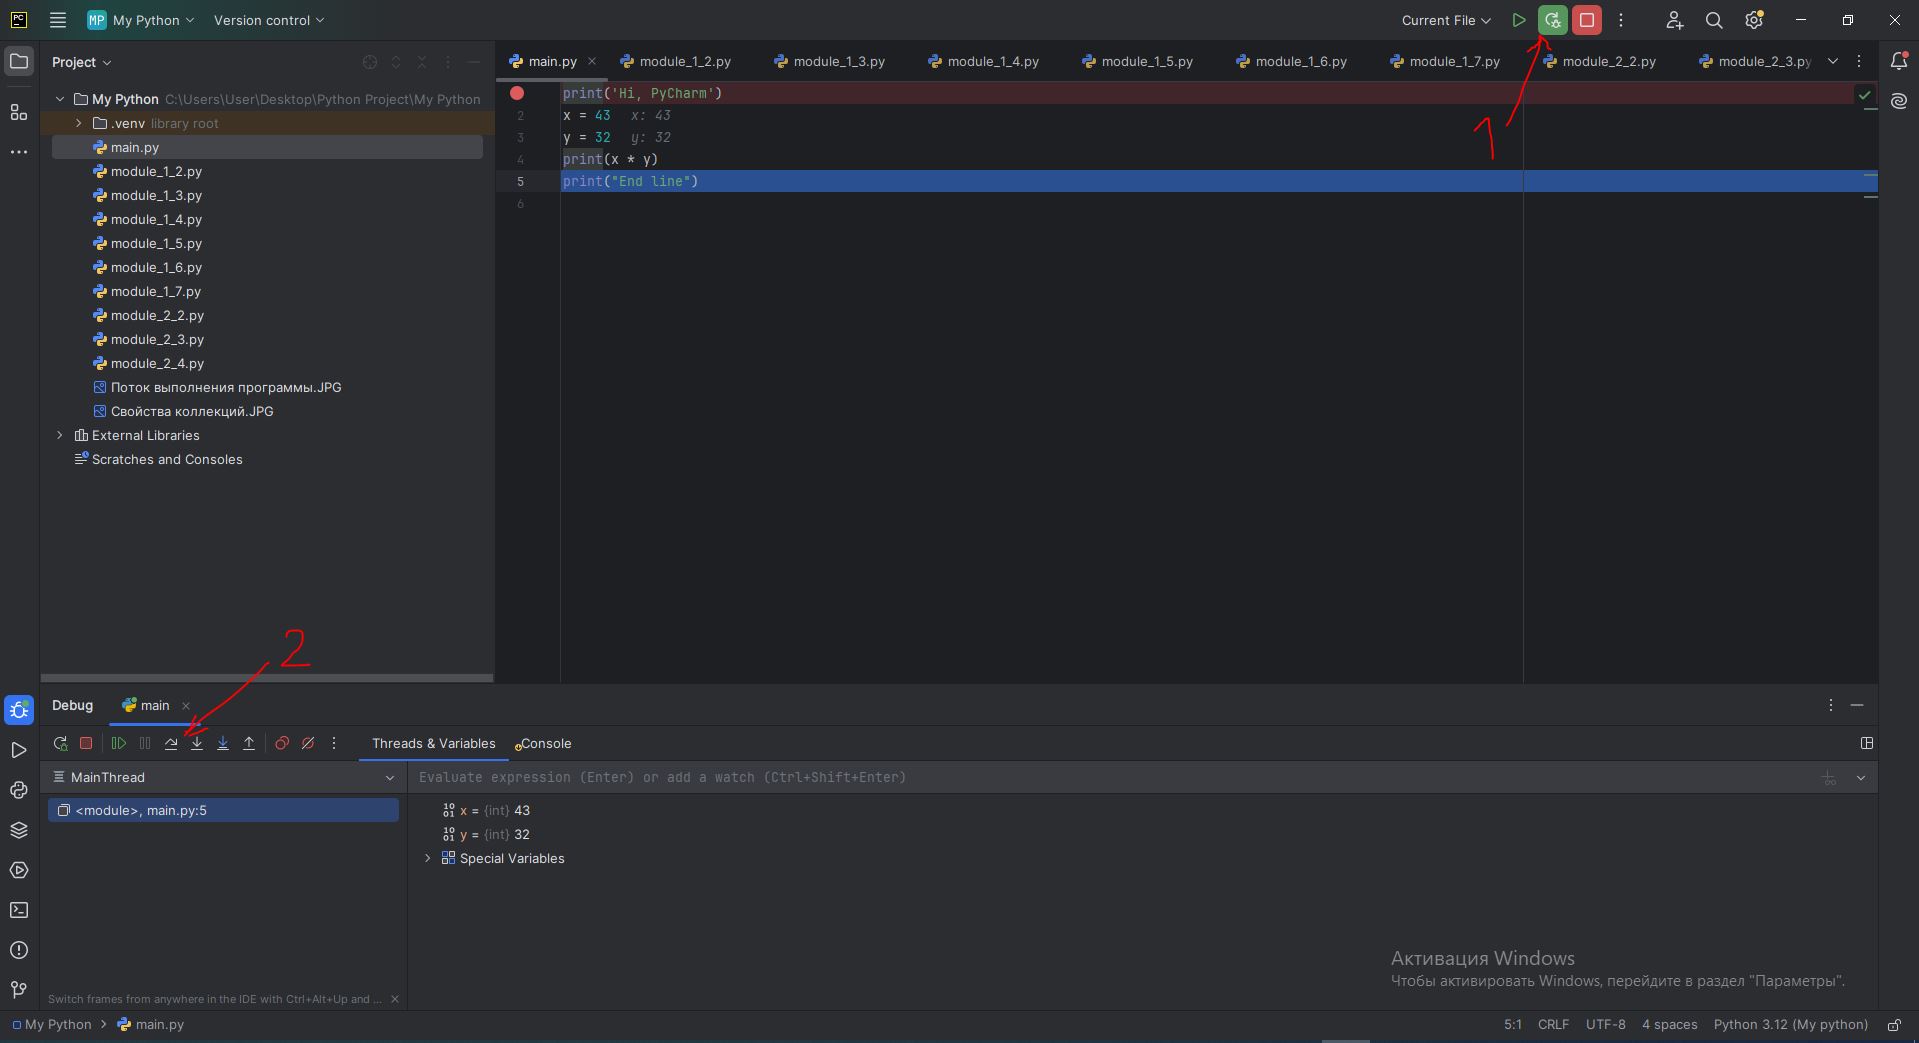 PC
MP My Python Version control Current File
Project
main.py module_1_2.py module_1_3.py module_1_4.py module_1_5.py module_1_6.py module_1_7.py module_2_2.py module_2_3.py
My Python C:\Users\User\Desktop\Python Project\My Python
.venv library root
main.py
module_1_2.py
module_1_3.py
module_1_4.py
module_1_5.py
module_1_6.py
module_1_7.py
module_2_2.py
module_2_3.py
module_2_4.py
Поток выполнения программы.JPG
Свойства коллекций.JPG
External Libraries
Scratches and Consoles
print('Hi, PyCharm')
2 x = 43 x: 43
3 y = 32 y: 32
4 print(x * y)
5 print("End line")
6
1
2
Debug main
Threads & Variables Console
MainThread
Evaluate expression (Enter) or add a watch (Ctrl+Shift+Enter)
<module>, main.py:5
x = {int} 43
y = {int} 32
Special Variables
Активация Windows
Чтобы активировать Windows, перейдите в раздел "Параметры".
Switch frames from anywhere in the IDE with Ctrl+Alt+Up and ...
My Python main.py 5:1 CRLF UTF-8 4 spaces Python 3.12 (My python)